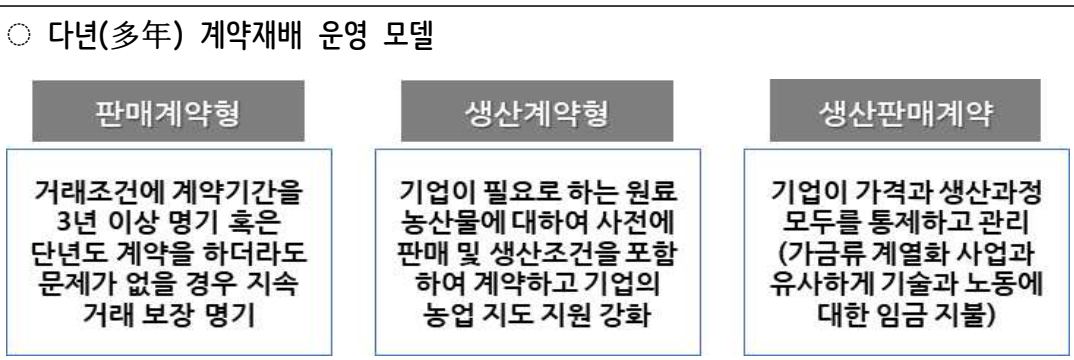 ○ 다년(多年) 계약재배 운영 모델
판매계약형
거래조건에 계약기간을
3년 이상 명기 혹은
단년도 계약을 하더라도
문제가 없을 경우 지속
거래 보장 명기
생산계약형
기업이 필요로 하는 원료
농산물에 대하여 사전에
판매 및 생산조건을 포함
하여 계약하고 기업의
농업 지도 지원 강화
생산판매계약
기업이 가격과 생산과정
모두를 통제하고 관리
(가금류 계열화 사업과
유사하게 기술과 노동에
대한 임금 지불)